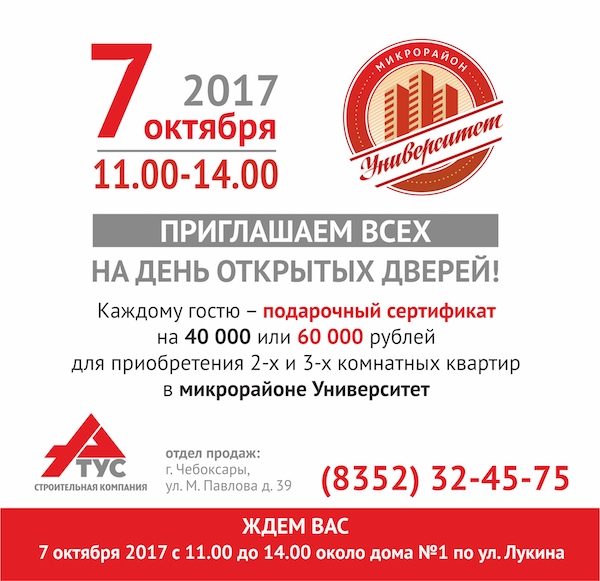 7
2017
октября
11.00-14.00
МИКРОРАЙОН
Университет
ПРИГЛАШАЕМ ВСЕХ
НА ДЕНЬ ОТКРЫТЫХ ДВЕРЕЙ!
Каждому гостю – подарочный сертификат
на 40 000 или 60 000 рублей
для приобретения 2-х и 3-х комнатных квартир
в микрорайоне Университет
АТУС
СТРОИТЕЛЬНАЯ КОМПАНИЯ
отдел продаж:
г. Чебоксары,
ул. М. Павлова д. 39
(8352) 32-45-75
ЖДЕМ ВАС
7 октября 2017 с 11.00 до 14.00 около дома №1 по ул. Лукина